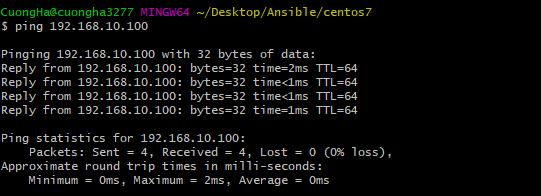 CuongHa@cuongha3277 MINGW64 ~/Desktop/Ansible/centos7
$ ping 192.168.10.100
Pinging 192.168.10.100 with 32 bytes of data:
Reply from 192.168.10.100: bytes=32 time=2ms TTL=64
Reply from 192.168.10.100: bytes=32 time<1ms TTL=64
Reply from 192.168.10.100: bytes=32 time<1ms TTL=64
Reply from 192.168.10.100: bytes=32 time<1ms TTL=64
Ping statistics for 192.168.10.100:
    Packets: Sent = 4, Received = 4, Lost = 0 (0% loss),
Approximate round trip times in milli-seconds:
    Minimum = 0ms, Maximum = 2ms, Average = 0ms